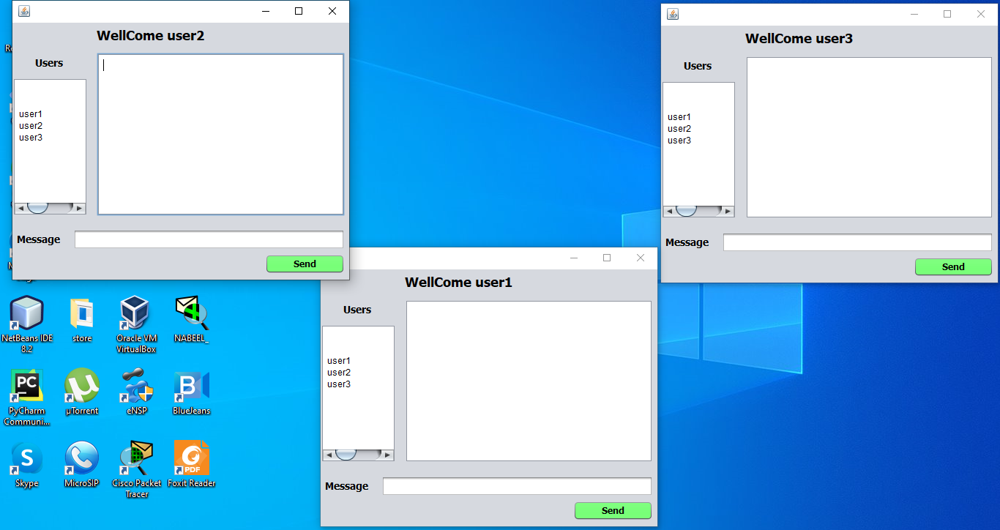 WellCome user2
Users
user1
user2
user3
Message
Send
WellCome user3
Users
user1
user2
user3
Message
Send
WellCome user1
Users
user1
user2
user3
Message
Send
NetBeans IDE
8.2
store
Oracle VM
VirtualBox
NABEEL_
PC
PyCharm
Communi...
µTorrent
eNSP
B
BlueJeans
S
Skype
MicroSIP
Cisco Packet
Tracer
PDF
Foxit Reader